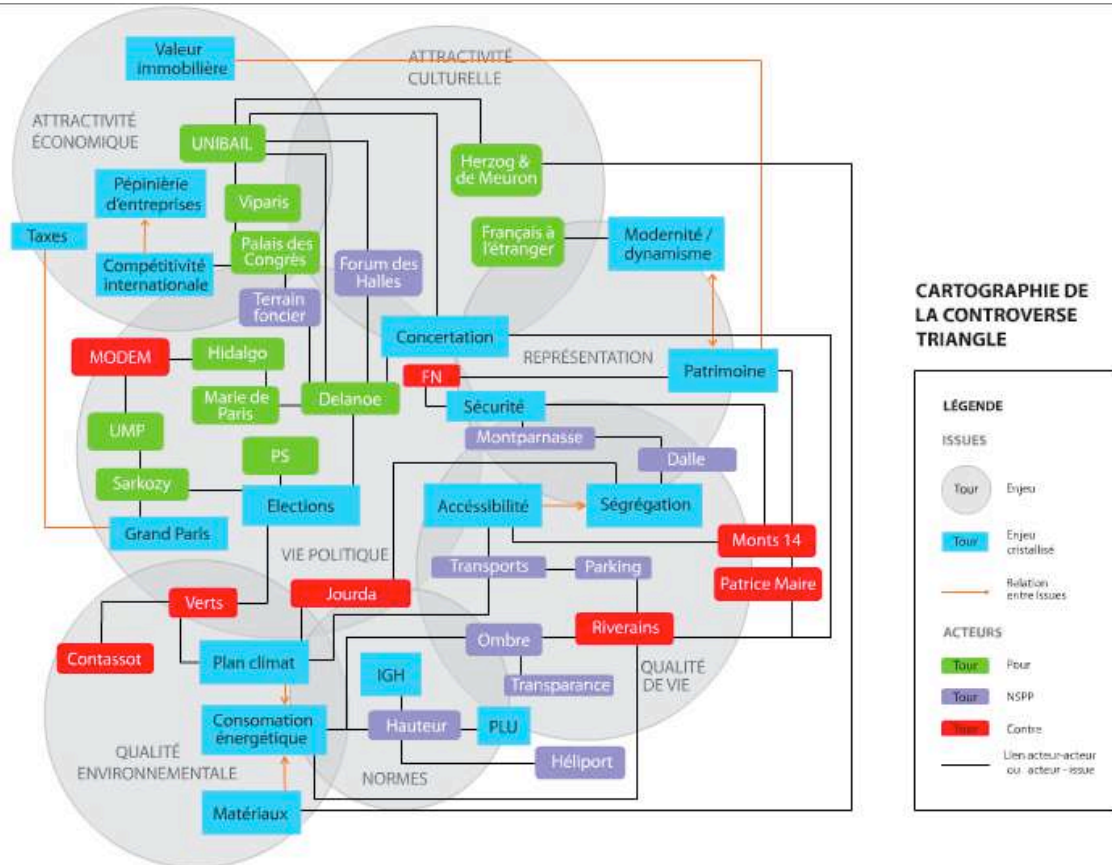 Valeur
immobilière
ATTRACTIVITÉ
CULTURELLE
ATTRACTIVITÉ
ÉCONOMIQUE
UNIBAIL
Herzog &
de Meuron
Pépinièrie
d'entreprises
Viparis
Taxes
Français à
l'étranger
Modernité /
dynamisme
Palais des
Congrès
Forum des
Halles
Compétitivité
internationale
Terrain
foncier
CARTOGRAPHIE DE
LA CONTROVERSE
TRIANGLE
Concertation
MODEM
Hidalgo
REPRÉSENTATION
FN
Patrimoine
Marie de
Paris
Delanoe
Sécurité
UMP
Montparnasse
PS
Dalle
Sarkozy
Elections
Accéssibilité
Ségrégation
Grand Paris
Monts 14
VIE POLITIQUE
Transports
Parking
Patrice Maire
Jourda
Verts
Riverains
Ombre
Contassot
Plan climat
QUALITÉ
DE VIE
IGH
Transparance
Consomation
énergétique
Hauteur
PLU
QUALITÉ
ENVIRONNEMENTALE
NORMES
Héliport
Matériaux
LÉGENDE
ISSUES
Tour
Enjeu
Tour
Enjeu
cristallisé
Relation
entre issues
ACTEURS
Tour
Pour
Tour
NSPP
Tour
Contre
Lien acteur-acteur
ou acteur-issue